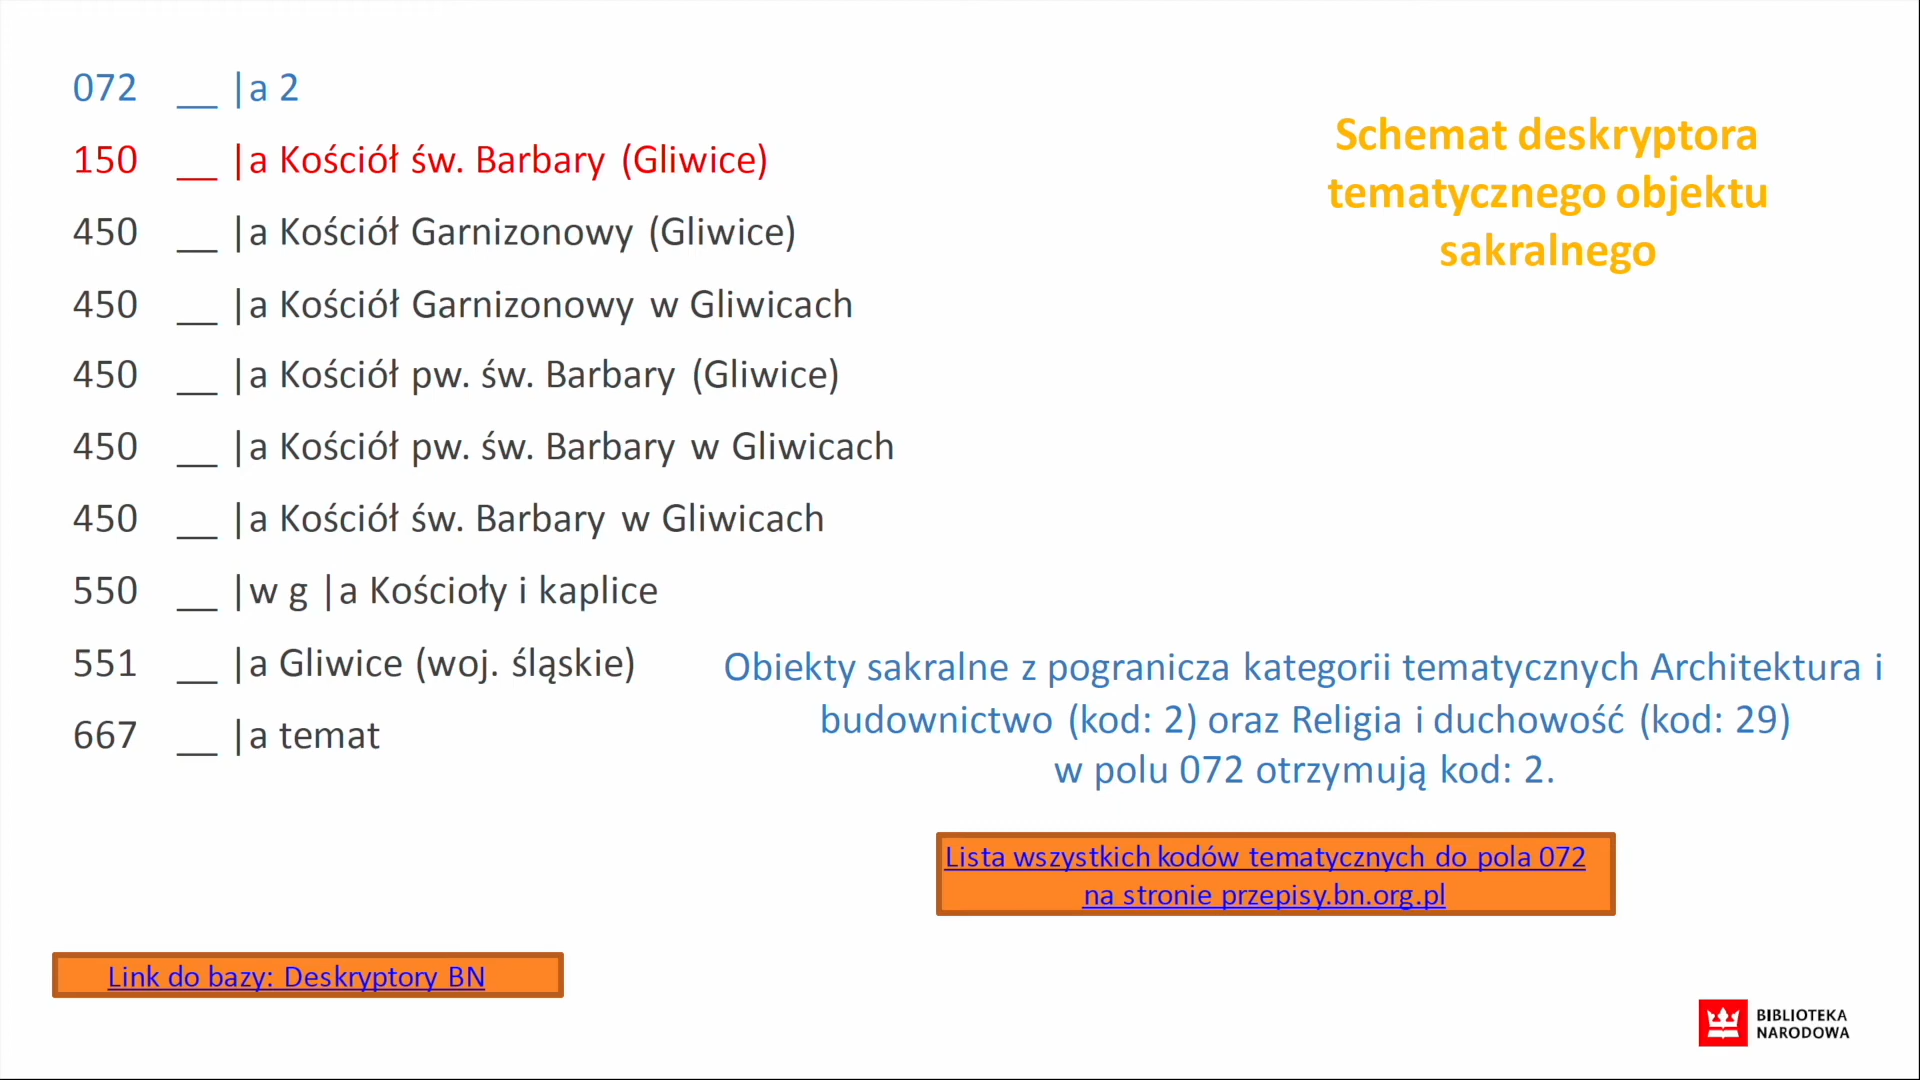 072 __ |a 2
150 __ |a Kościół św. Barbary (Gliwice)
450 __ |a Kościół Garnizonowy (Gliwice)
450 __ |a Kościół Garnizonowy w Gliwicach
450 __ |a Kościół pw. św. Barbary (Gliwice)
450 __ |a Kościół pw. św. Barbary w Gliwicach
450 __ |a Kościół św. Barbary w Gliwicach
550 __ |w g |a Kościoły i kaplice
551 __ |a Gliwice (woj. śląskie)
667 __ |a temat
Schemat deskryptora
tematycznego objektu
sakralnego
Obiekty sakralne z pogranicza kategorii tematycznych Architektura i
budownictwo (kod: 2) oraz Religia i duchowość (kod: 29)
w polu 072 otrzymują kod: 2.
Lista wszystkich kodów tematycznych do pola 072
na stronie przepisy.bn.org.pl
Link do bazy: Deskryptory BN
BIBLIOTEKA
NARODOWA